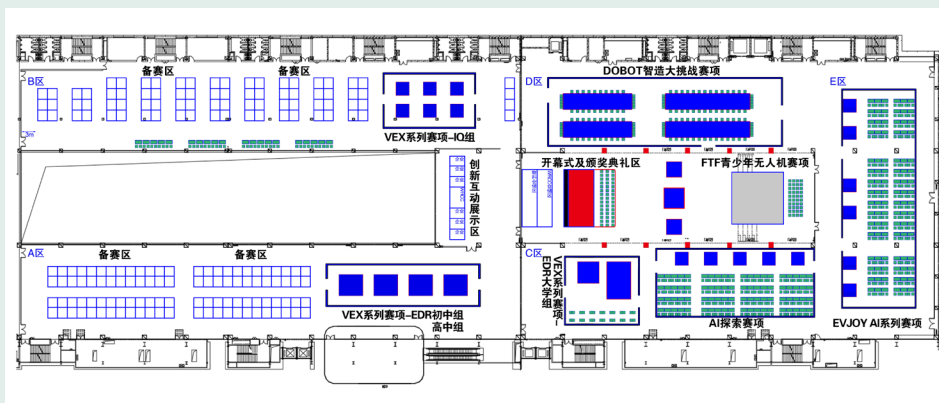 备赛区
备赛区
DOBOT智造大挑战赛项
B区
D区
E区
VEX系列赛项-IQ组
3m
创新互动展示区
开幕式及颁奖典礼区
FTF青少年无人机赛项
A区
备赛区
备赛区
C区
VEX系列赛项-
EDR大学组
VEX系列赛项-EDR初中组
高中组
AI探索赛项
EVJOY AI系列赛项